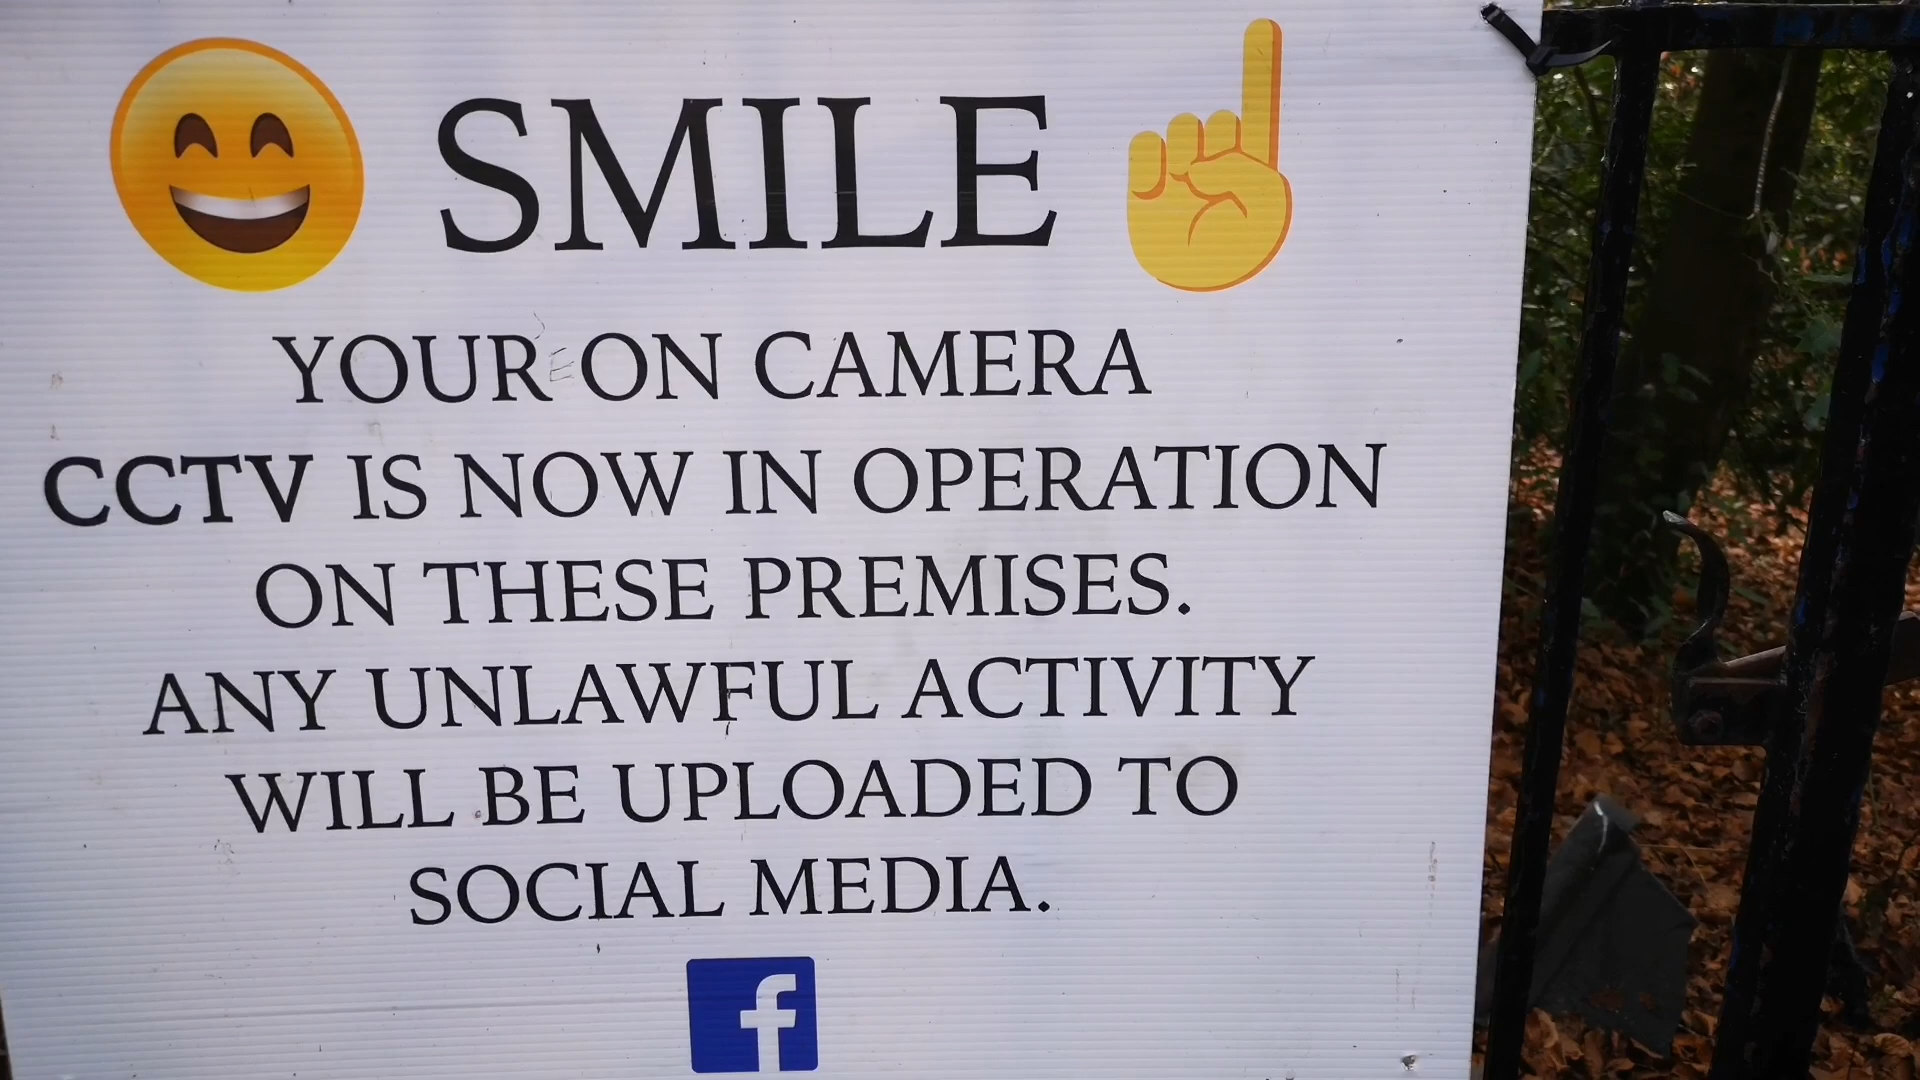 SMILE
YOUR ON CAMERA
CCTV IS NOW IN OPERATION
ON THESE PREMISES.
ANY UNLAWFUL ACTIVITY
WILL BE UPLOADED TO
SOCIAL MEDIA.
f